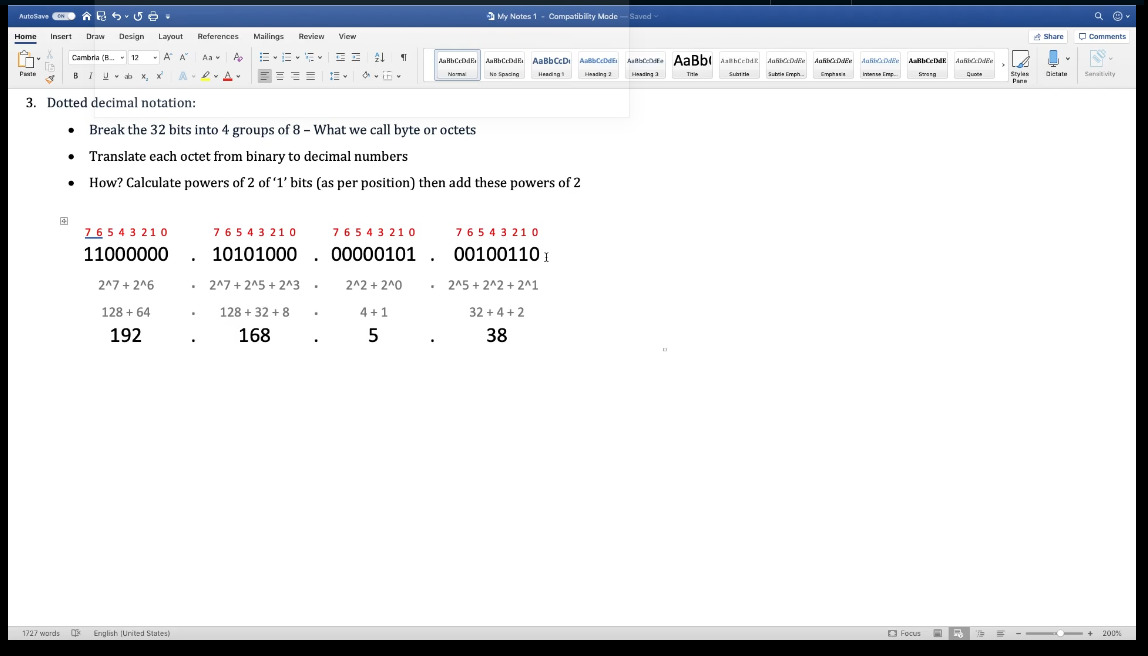 AutoSave ON My Notes 1 – Compatibility Mode — Saved
Home Insert Draw Design Layout References Mailings Review View Share Comments
Paste Cambria (B... 12 A^ Aa
B I U ab x₂ x² A A
AaBbCcDdEe AaBbCcDdEe AaBbCcDc AaBbCcDdEe AaBbCcDdEe AaBb( AaBbCcDdE AaBbCcDdEe AaBbCcDdEe AaBbCcDdEe AaBbCcDdE AaBbCcDdEe
Normal No Spacing Heading 1 Heading 2 Heading 3 Title Subtitle Subtle Emph... Emphasis Intense Emp... Strong Quote Styles Pane Dictate Sensitivity
3. Dotted decimal notation:
• Break the 32 bits into 4 groups of 8 – What we call byte or octets
• Translate each octet from binary to decimal numbers
• How? Calculate powers of 2 of ‘1’ bits (as per position) then add these powers of 2
7 6 5 4 3 2 1 0 7 6 5 4 3 2 1 0 7 6 5 4 3 2 1 0 7 6 5 4 3 2 1 0
11000000 . 10101000 . 00000101 . 00100110
2^7 + 2^6 . 2^7 + 2^5 + 2^3 . 2^2 + 2^0 . 2^5 + 2^2 + 2^1
128 + 64 . 128 + 32 + 8 . 4 + 1 32 + 4 + 2
192 . 168 . 5 . 38
1727 words English (United States) Focus 200%